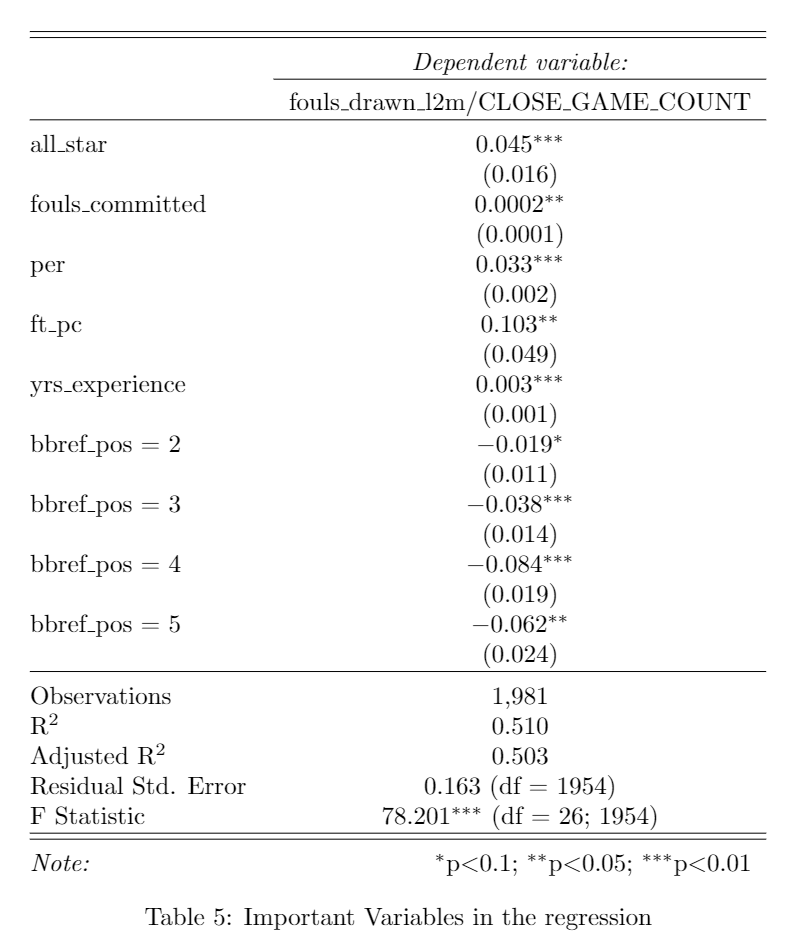 Dependent variable:
fouls_drawn_l2m/CLOSE_GAME_COUNT
all_star 0.045***
(0.016)
fouls_committed 0.0002**
(0.0001)
per 0.033***
(0.002)
ft_pc 0.103**
(0.049)
yrs_experience 0.003***
(0.001)
bbref_pos = 2 −0.019*
(0.011)
bbref_pos = 3 −0.038***
(0.014)
bbref_pos = 4 −0.084***
(0.019)
bbref_pos = 5 −0.062**
(0.024)
Observations 1,981
R² 0.510
Adjusted R² 0.503
Residual Std. Error 0.163 (df = 1954)
F Statistic 78.201*** (df = 26; 1954)
Note: *p<0.1; **p<0.05; ***p<0.01
Table 5: Important Variables in the regression